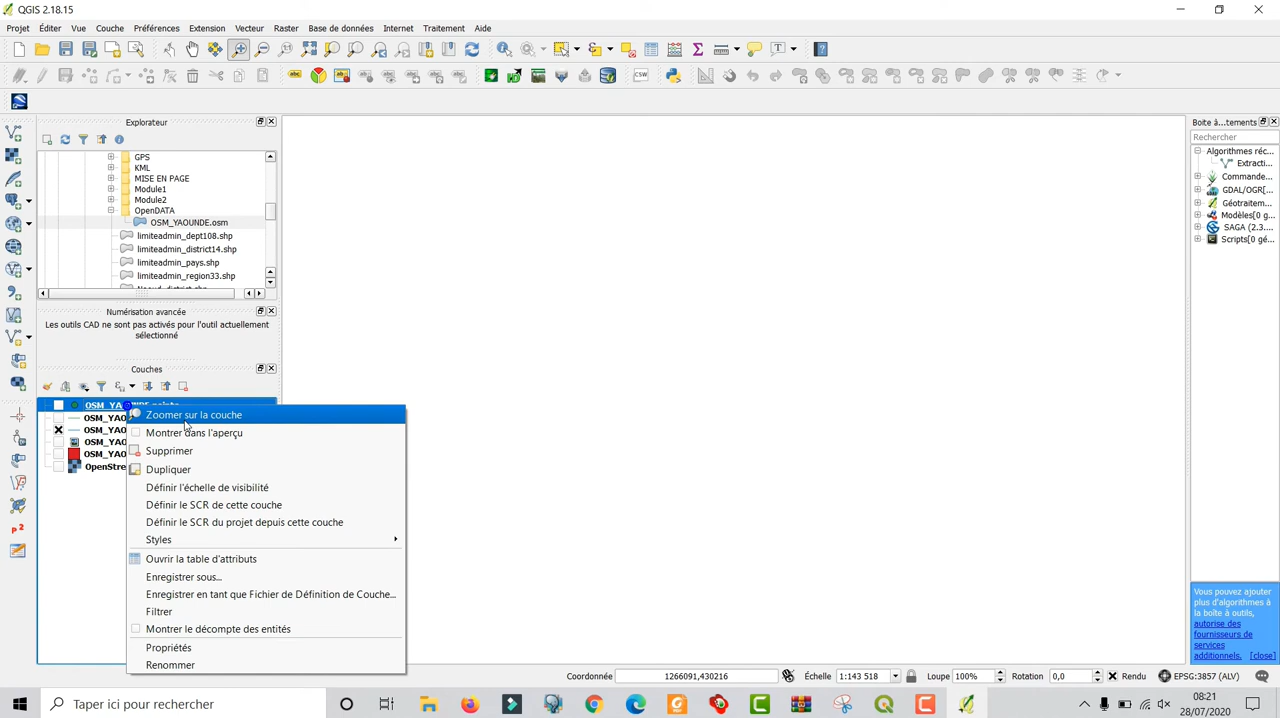 QGIS 2.18.15
Projet Éditer Vue Couche Préférences Extension Vecteur Raster Base de données Internet Traitement Aide
Explorateur
GPS
KML
MISE EN PAGE
Module1
Module2
OpenDATA
OSM_YAOUNDE.osm
limiteadmin_dept108.shp
limiteadmin_district14.shp
limiteadmin_pays.shp
limiteadmin_region33.shp
Numérisation avancée
Les outils CAD ne sont pas activés pour l'outil actuellement
sélectionné
Couches
OSM_YAOUNDE points
OSM_YAO
OSM_YAO
OSM_YAO
OSM_YAO
OpenStre
Zoomer sur la couche
Montrer dans l'aperçu
Supprimer
Dupliquer
Définir l'échelle de visibilité
Définir le SCR de cette couche
Définir le SCR du projet depuis cette couche
Styles
Ouvrir la table d'attributs
Enregistrer sous...
Enregistrer en tant que Fichier de Définition de Couche...
Filtrer
Montrer le décompte des entités
Propriétés
Renommer
Boite à...tements
Rechercher
Algorithmes réc...
Extracti...
Commande...
GDAL/OGR[...
Géotraitem...
Modèles[0 g...
SAGA (2.3....
Scripts[0 gé...
Vous pouvez ajouter
plus d'algorithmes à
la boîte à outils,
autorise des
fournisseurs de
services
additionnels. [close]
Coordonnée 1266091,430216 Échelle 1:143 518 Loupe 100% Rotation 0,0 Rendu EPSG:3857 (ALV)
Taper ici pour rechercher
08:21
28/07/2020